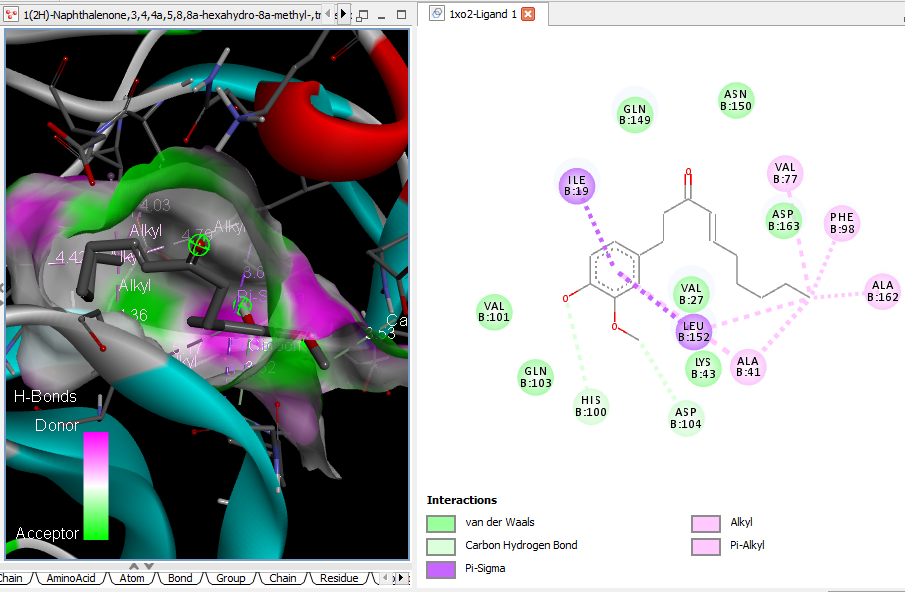 1(2H)-Naphthalenone,3,4,4a,5,8,8a-hexahydro-8a-methyl-,tr
1xo2-Ligand 1
4.03
Alkyl
4.70
Alkyl
4.42
Alkyl
3.8
Alkyl
Pi-S
4.36
Ca
3.53
Carbon
alkyl
3.32
H-Bonds
Donor
Acceptor
Chain
AminoAcid
Atom
Bond
Group
Chain
Residue
GLN
B:149
ASN
B:150
ILE
B:19
VAL
B:77
O
ASP
B:163
PHE
B:98
VAL
B:27
ALA
B:162
VAL
B:101
O
O
LEU
B:152
LYS
B:43
ALA
B:41
GLN
B:103
HIS
B:100
ASP
B:104
Interactions
van der Waals
Carbon Hydrogen Bond
Pi-Sigma
Alkyl
Pi-Alkyl